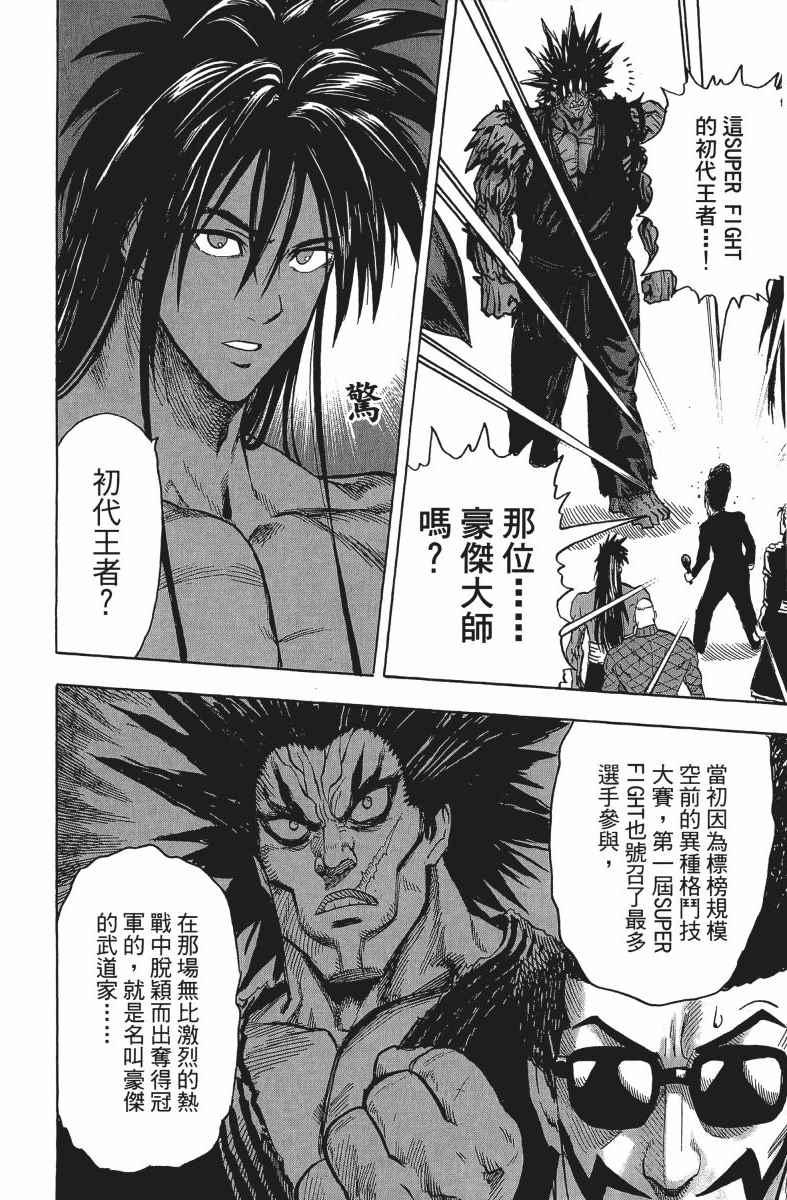 這SUPER FIGHT
的初代王者⋯!
那位⋯⋯
豪傑大師
嗎?
驚
初代王者?
當初因為標榜規模
空前的異種格鬥技
大賽,第一屆SUPER
FIGHT也號召了最多
選手參與,
在那場無比激烈的熱
戰中脫穎而出奪得冠
軍的,就是名叫豪傑
的武道家⋯⋯